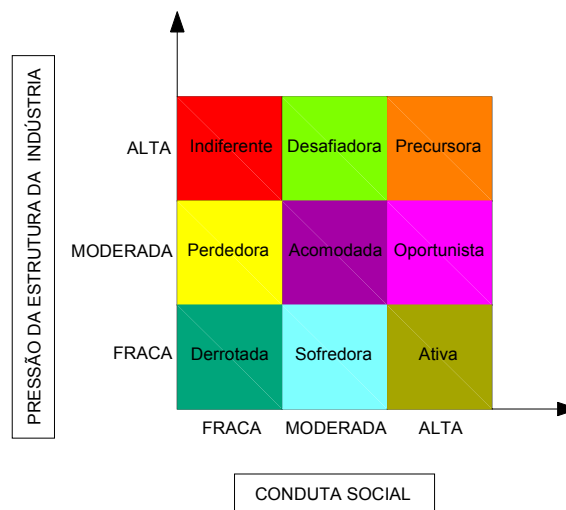 PRESSÃO DA ESTRUTURA DA INDÚSTRIA
ALTA
Indiferente
Desafiadora
Precursora
MODERADA
Perdedora
Acomodada
Oportunista
FRACA
Derrotada
Sofredora
Ativa
FRACA
MODERADA
ALTA
CONDUTA SOCIAL